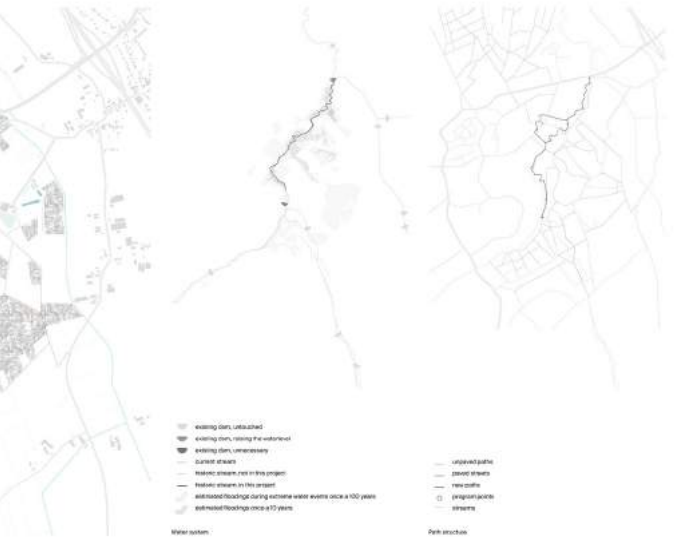 existing dam, untouched
existing dam, raising the waterlevel
existing dam, unnecessary
current stream
historic stream, not in this project
historic stream, in this project
estimated floodings during extreme water events once a 100 years
estimated floodings once a 10 years
Water system
unpaved paths
paved streets
new paths
program points
streams
Path structure